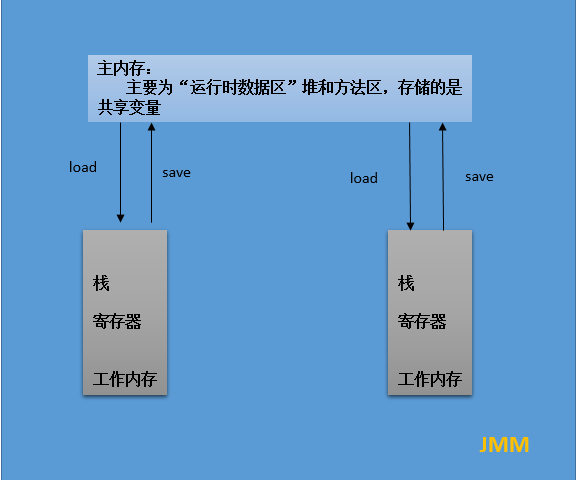 主内存：
主要为“运行时数据区”堆和方法区，存储的是
共享变量
load
save
load
save
栈
寄存器
工作内存
栈
寄存器
工作内存
JMM